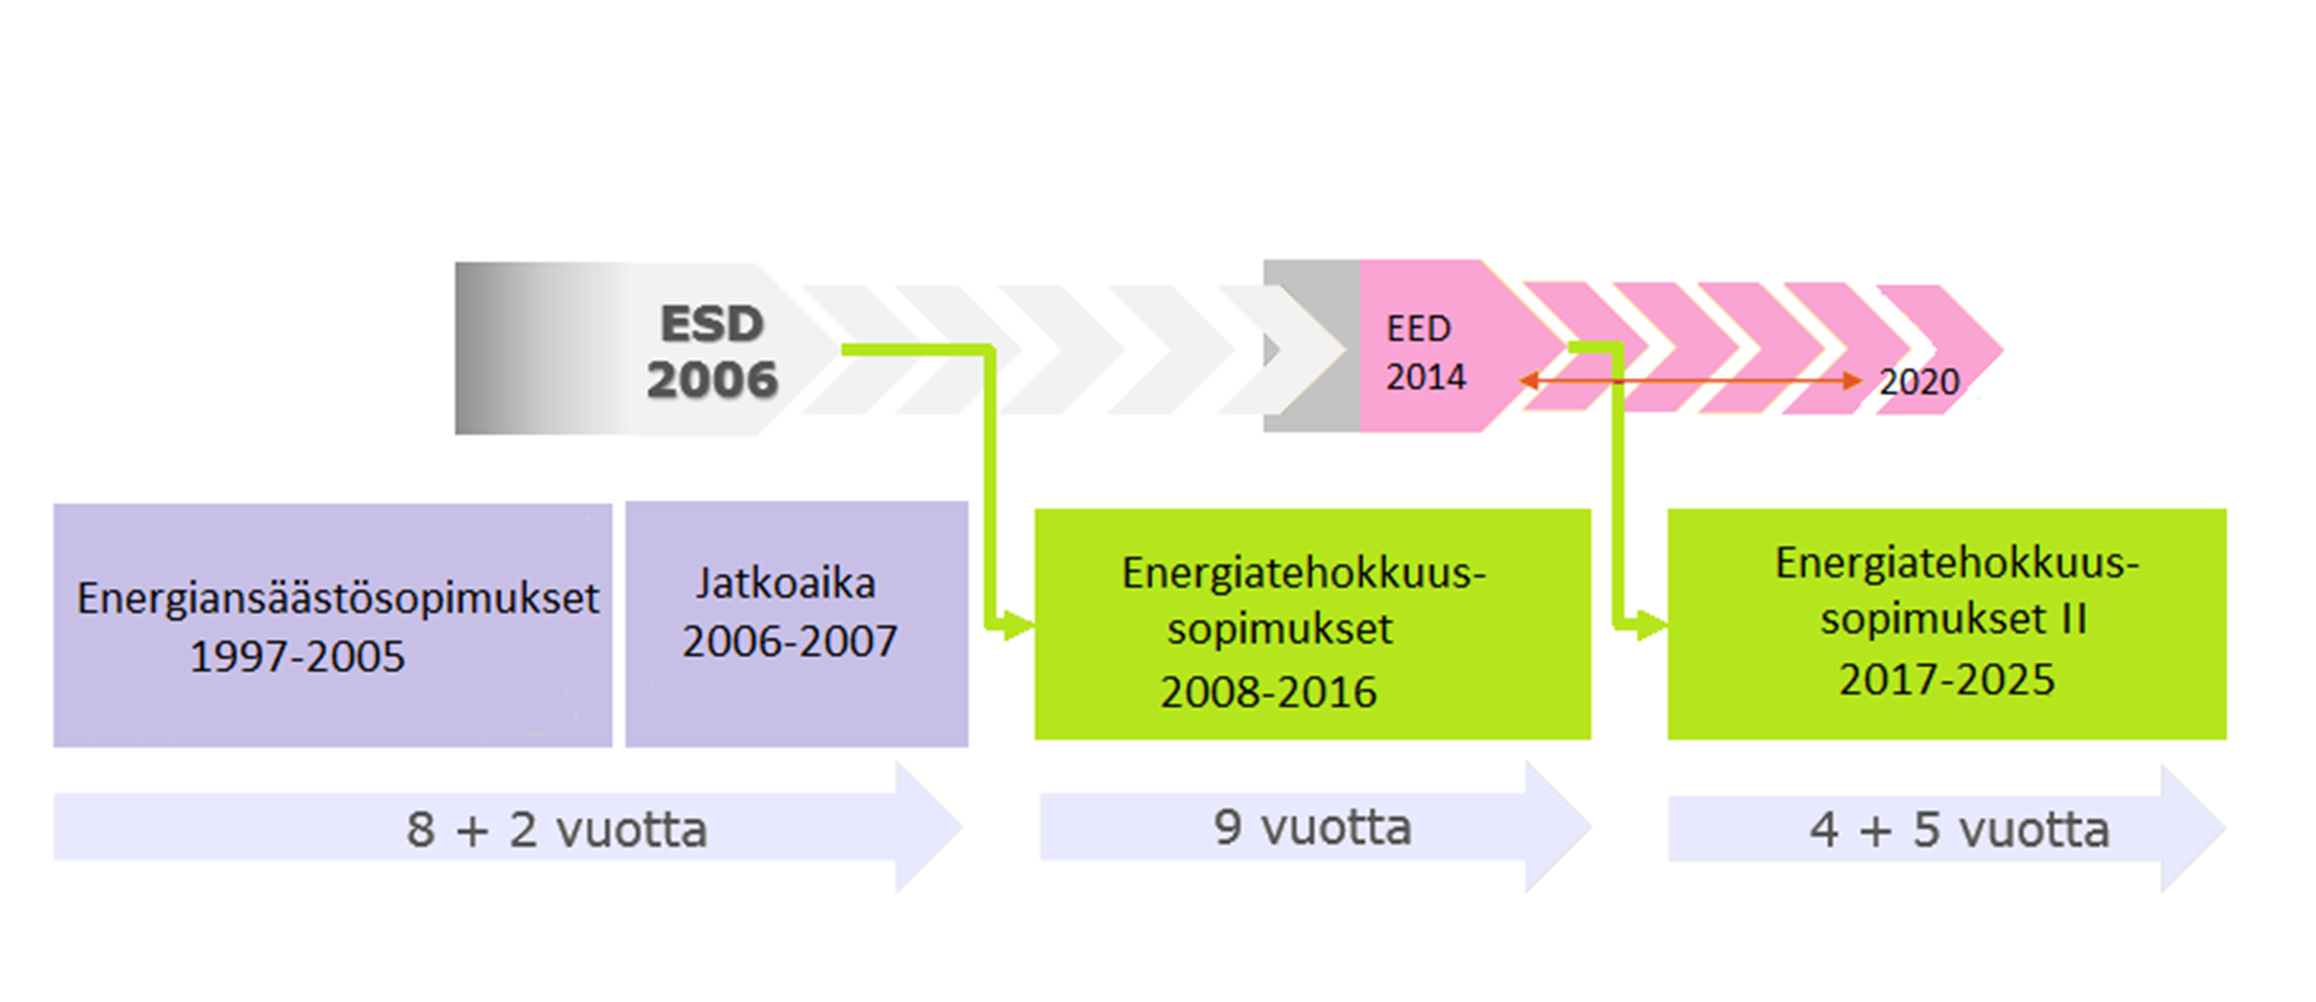 ESD
2006
EED
2014
2020
Energiansäästösopimukset
1997-2005
Jatkoaika
2006-2007
Energiatehokkuus-
sopimukset
2008-2016
Energiatehokkuus-
sopimukset II
2017-2025
8 + 2 vuotta
9 vuotta
4 + 5 vuotta